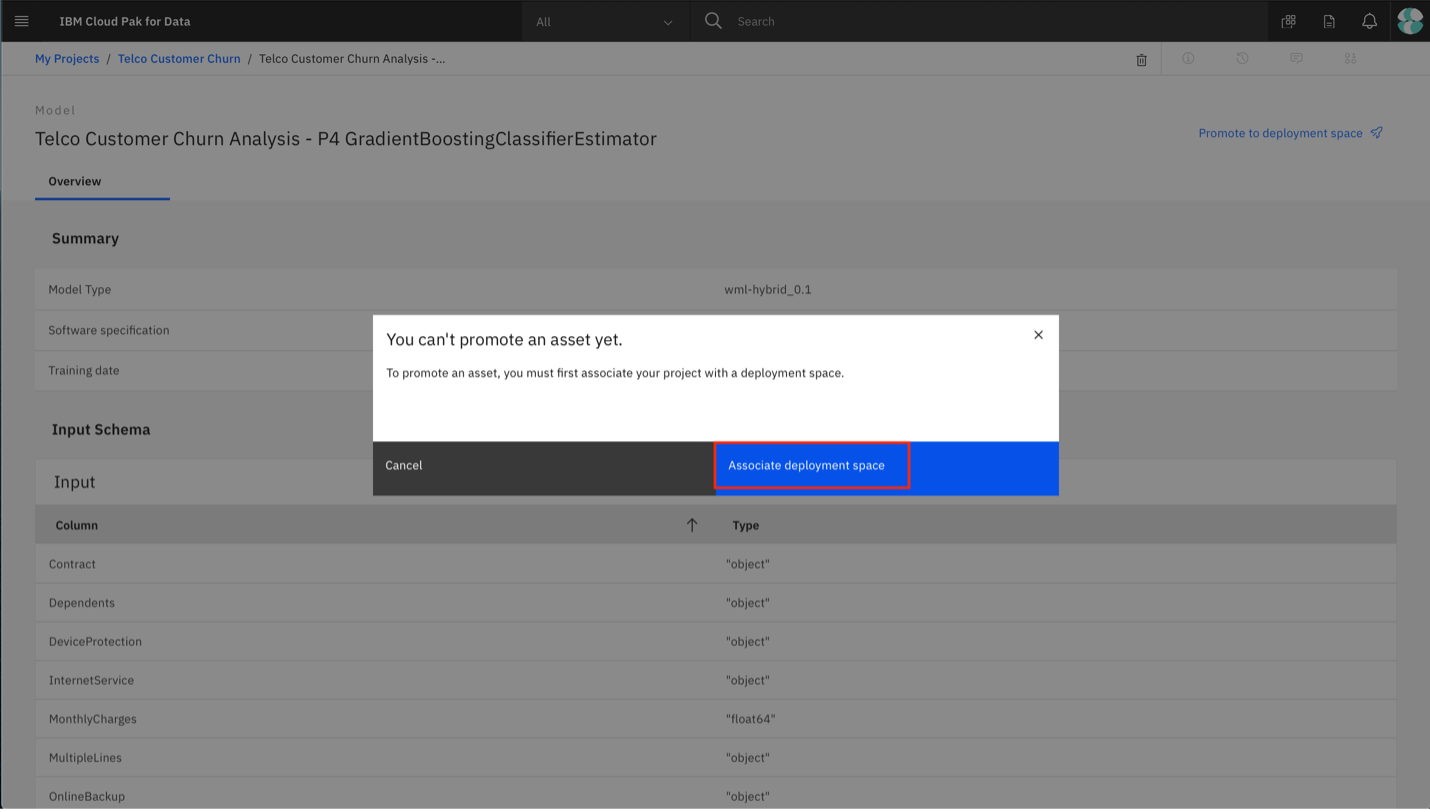 IBM Cloud Pak for Data All Search
My Projects / Telco Customer Churn / Telco Customer Churn Analysis -...
Model
Telco Customer Churn Analysis - P4 GradientBoostingClassifierEstimator
Promote to deployment space
Overview
Summary
Model Type wml-hybrid_0.1
Software specification
Training date
You can't promote an asset yet.
To promote an asset, you must first associate your project with a deployment space.
Cancel Associate deployment space
Input Schema
Input
Column Type
Contract "object"
Dependents "object"
DeviceProtection "object"
InternetService "object"
MonthlyCharges "float64"
MultipleLines "object"
OnlineBackup "object"